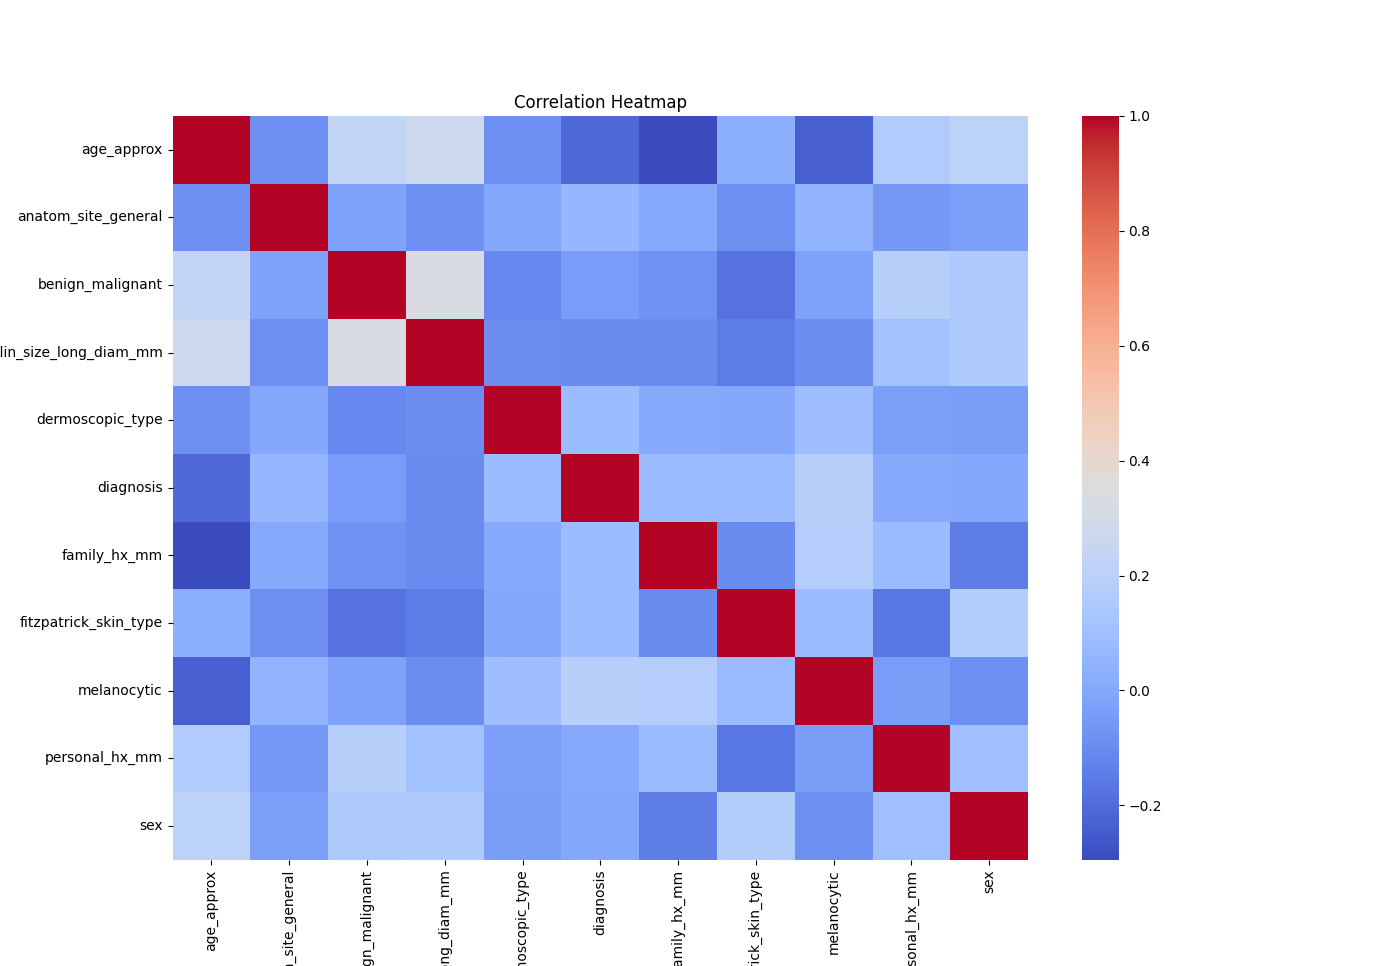 Correlation Heatmap
age_approx
anatom_site_general
benign_malignant
lin_size_long_diam_mm
dermoscopic_type
diagnosis
family_hx_mm
fitzpatrick_skin_type
melanocytic
personal_hx_mm
sex
age_approx
_site_general
gn_malignant
ng_diam_mm
moscopic_type
diagnosis
amily_hx_mm
rick_skin_type
melanocytic
sonal_hx_mm
sex
1.0
0.8
0.6
0.4
0.2
0.0
−0.2